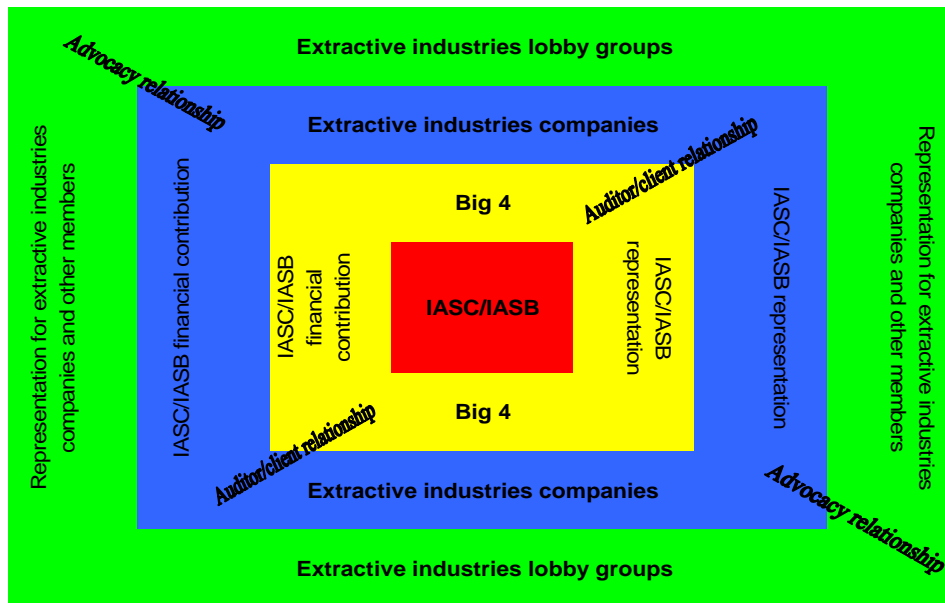 Extractive industries lobby groups
Advocacy relationship
Extractive industries companies
Auditor/client relationship
Big 4
Representation for extractive industries
companies and other members
IASC/IASB financial contribution
IASC/IASB
financial
contribution
IASC/IASB
IASC/IASB
representation
IASC/IASB representation
Representation for extractive industries
companies and other members
Big 4
Auditor/client relationship
Extractive industries companies
Advocacy relationship
Extractive industries lobby groups